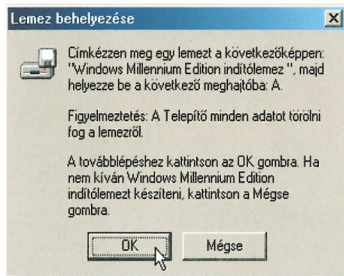 Lemez behelyezése
Címkézzen meg egy lemezt a következőképpen:
"Windows Millennium Edition indítólemez ", majd
helyezze be a következő meghajtóba: A.
Figyelmeztetés: A Telepítő minden adatot törölni
fog a lemezről.
A továbblépéshez kattintson az OK gombra. Ha
nem kíván Windows Millennium Edition
indítólemezt készíteni, kattintson a Mégse
gombra.
OK
Mégse